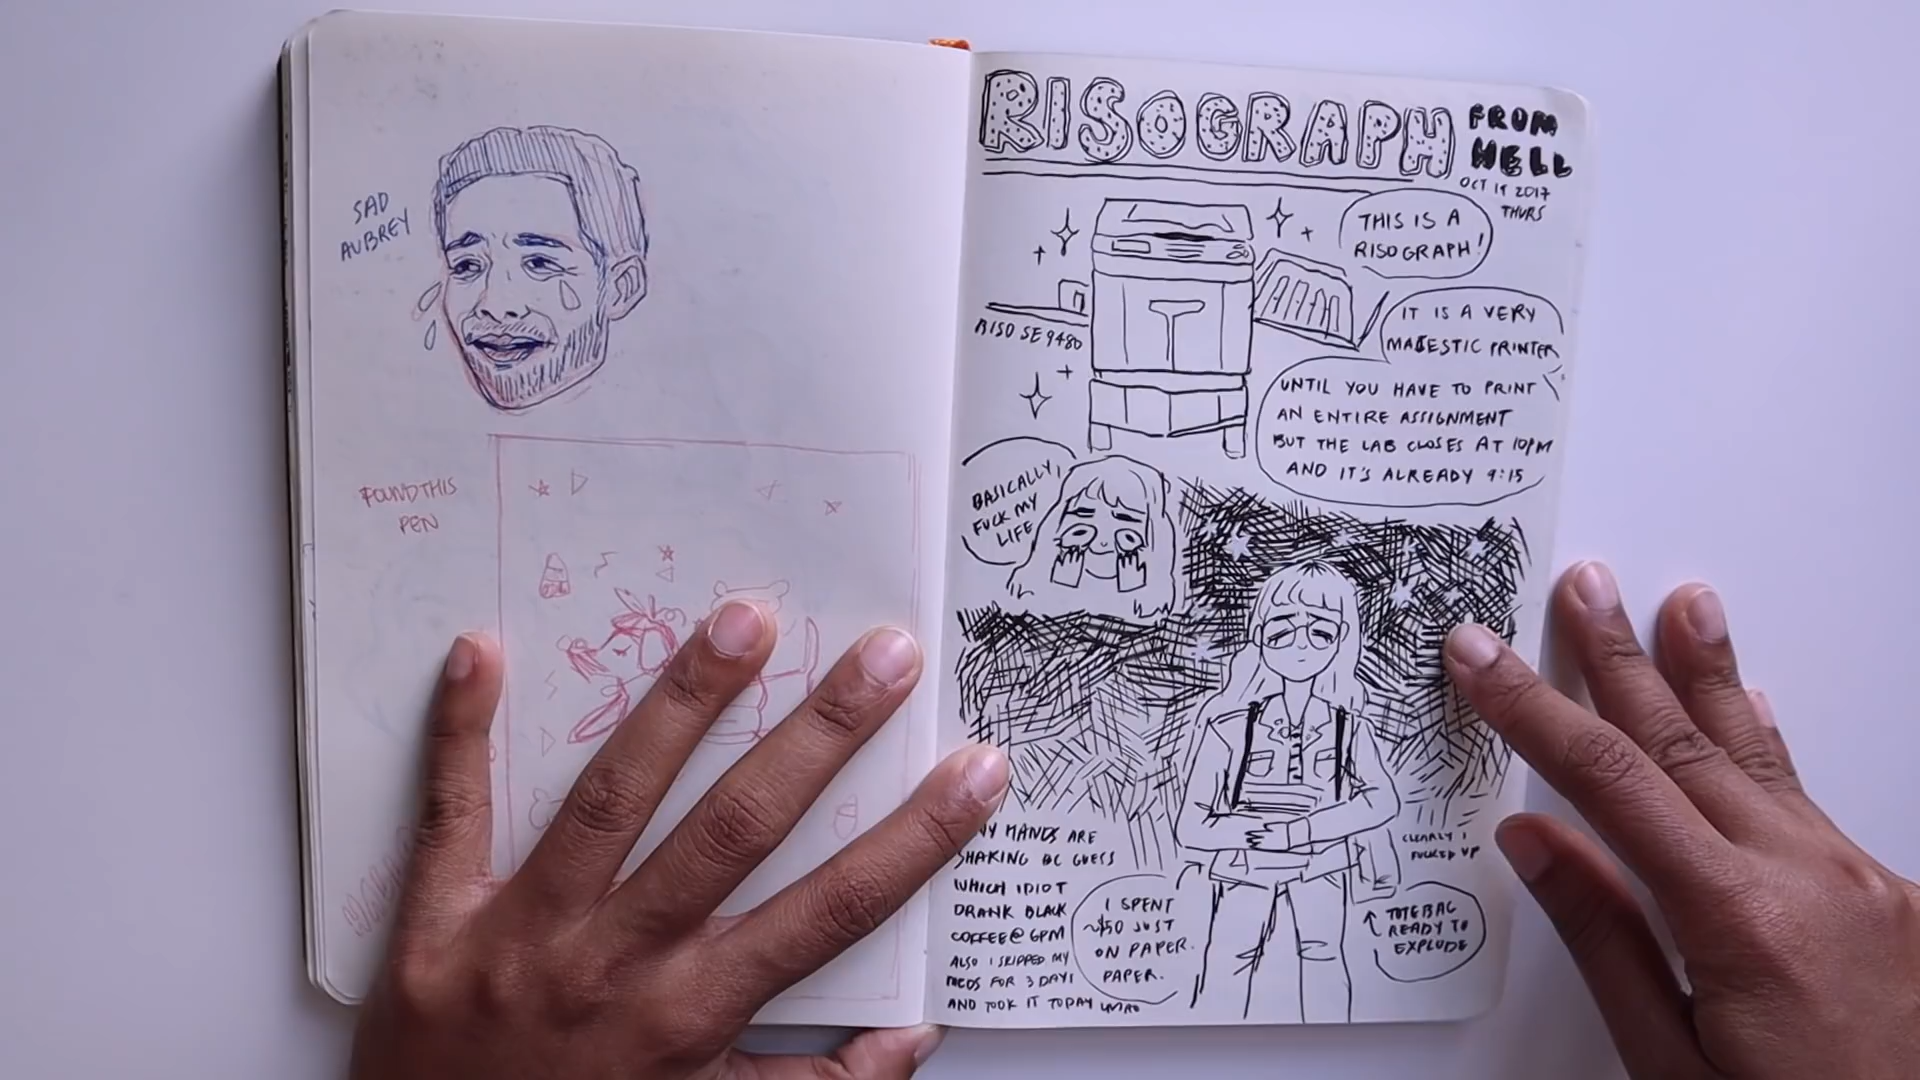 SAD
AUBREY
FOUND THIS
PEN
RISOGRAPH
FROM
HELL
OCT 19 2017
THURS
THIS IS A
RISOGRAPH!
RISO SE 9480
IT IS A VERY
MAJESTIC PRINTER
UNTIL YOU HAVE TO PRINT
AN ENTIRE ASSIGNMENT
BUT THE LAB CLOSES AT 10PM
AND IT'S ALREADY 9:15
BASICALLY,
FUCK MY
LIFE
MY HANDS ARE
SHAKING BC GUESS
WHICH IDIOT
DRANK BLACK
COFFEE@6PM
ALSO I SKIPPED MY
MEDS FOR 3 DAYS
AND TOOK IT TODAY LMAO
I SPENT
~$50 JUST
ON PAPER.
PAPER.
CLEARLY I
FUCKED UP
TOTEBAG
READY TO
EXPLODE